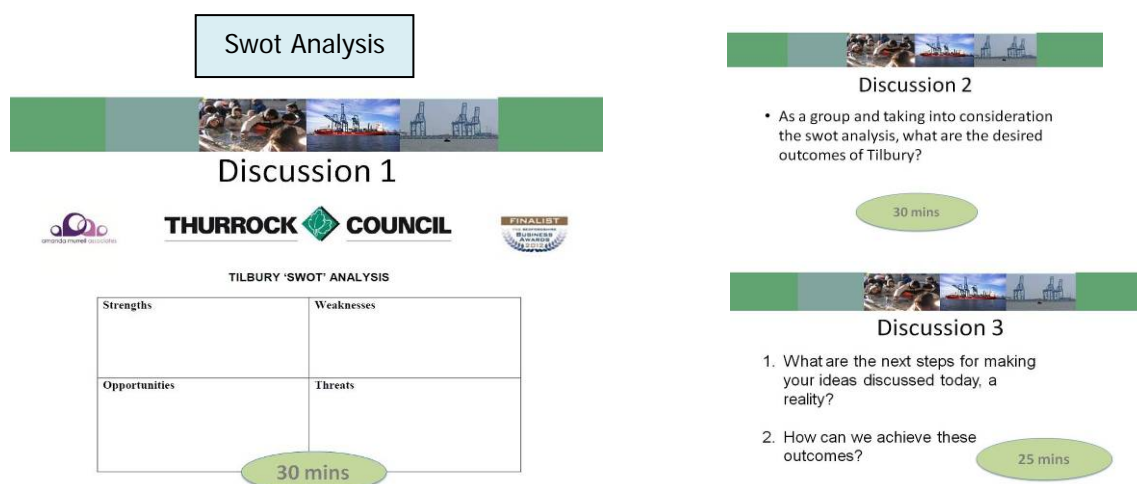 Swot Analysis
Discussion 1
amanda murrell associates
THURROCK COUNCIL
FINALIST
BUSINESS
AWARDS
2012
TILBURY ‘SWOT’ ANALYSIS
Strengths
Weaknesses
Opportunities
Threats
30 mins
Discussion 2
• As a group and taking into consideration
the swot analysis, what are the desired
outcomes of Tilbury?
30 mins
Discussion 3
1. What are the next steps for making
your ideas discussed today, a
reality?
2. How can we achieve these
outcomes?
25 mins